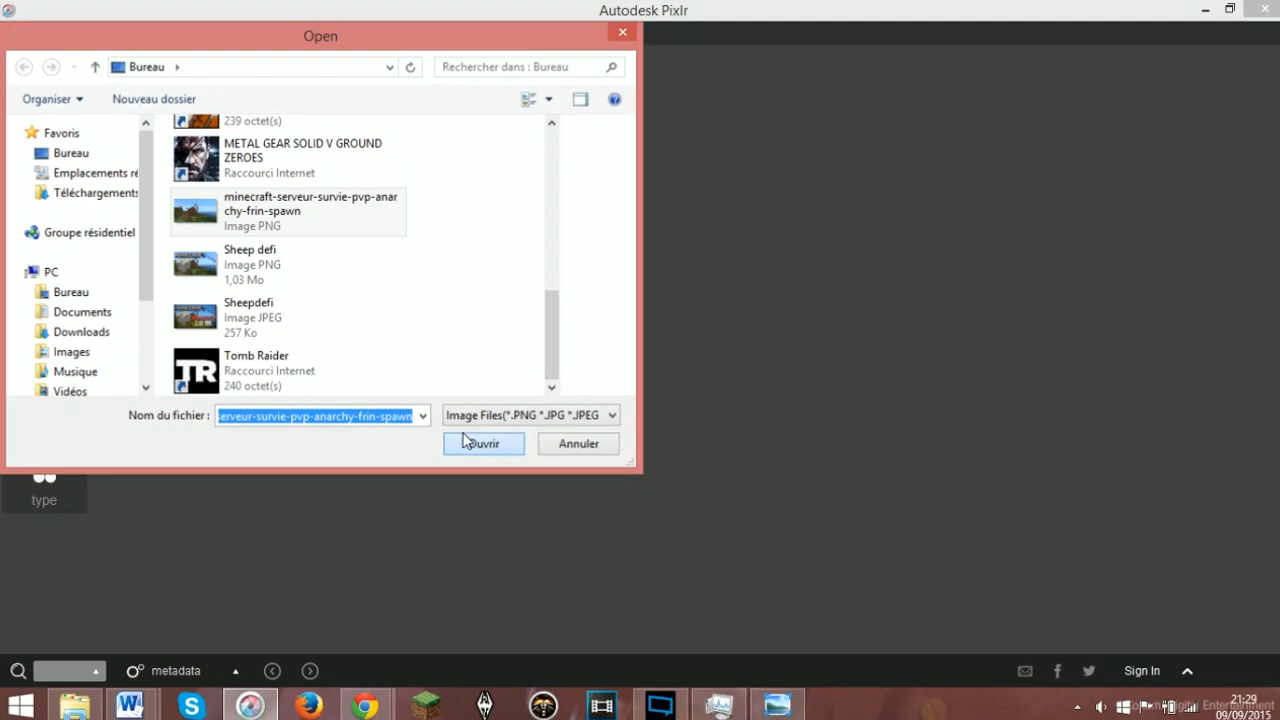 Autodesk Pixlr
Open
Bureau
Rechercher dans : Bureau
Organiser
Nouveau dossier
239 octet(s)
METAL GEAR SOLID V GROUND
ZEROES
Raccourci Internet
minecraft-serveur-survie-pvp-anar
chy-frin-spawn
Image PNG
Sheep defi
Image PNG
1,03 Mo
Sheepdefi
Image JPEG
257 Ko
TR
Tomb Raider
Raccourci Internet
240 octet(s)
Favoris
Bureau
Emplacements ré
Téléchargements
Groupe résidentiel
PC
Bureau
Documents
Downloads
Images
Musique
Vidéos
Nom du fichier :
serveur-survie-pvp-anarchy-frin-spawn
Image Files(*.PNG *.JPG *.JPEG
Ouvrir
Annuler
type
metadata
Sign In
21:29
09/09/2015